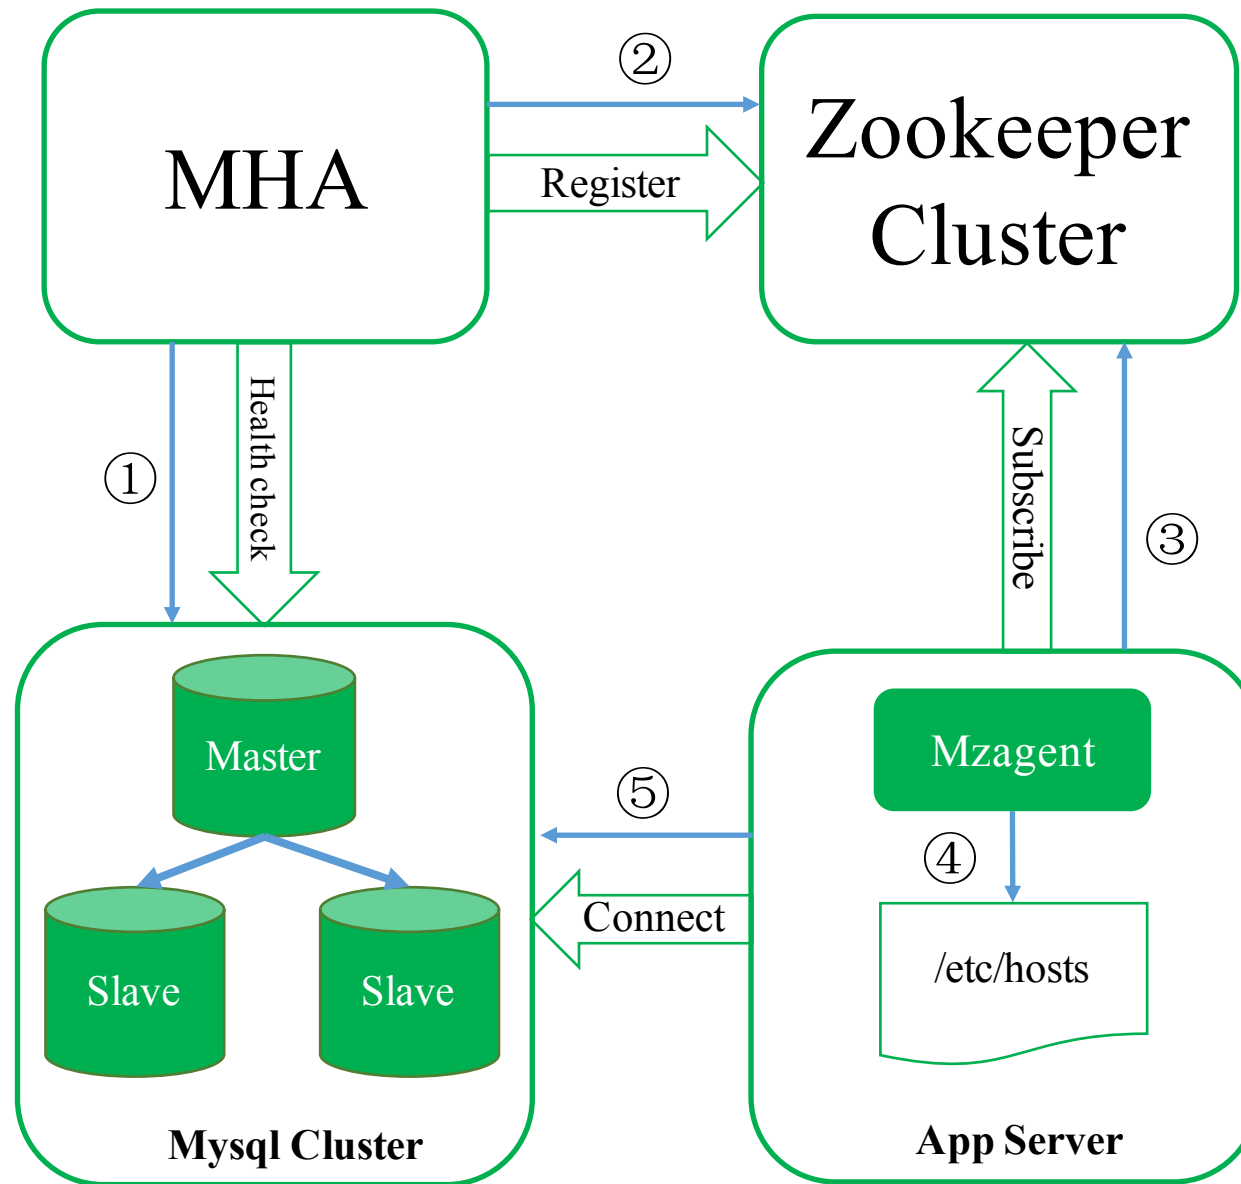 ②
MHA
Register
Zookeeper
Cluster
①
Health check
Subscribe
③
Master
Slave
Slave
Mysql Cluster
⑤
Connect
Mzagent
④
/etc/hosts
App Server